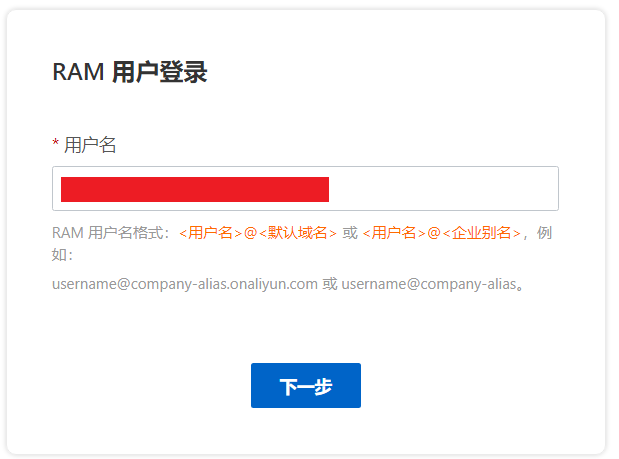 RAM 用户登录
* 用户名
RAM 用户名格式：<用户名>@<默认域名> 或 <用户名>@<企业别名>，例
如：
username@company-alias.onaliyun.com 或 username@company-alias。
下一步